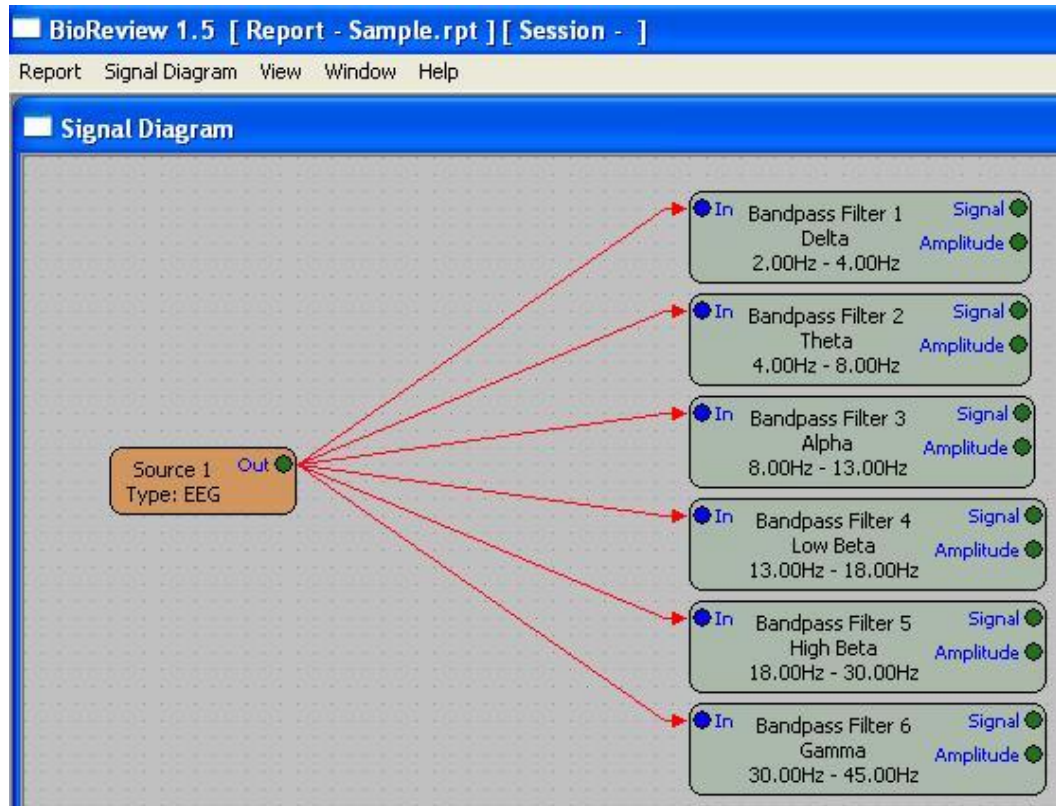 BioReview 1.5 [ Report - Sample.rpt ] [ Session - ]
Report Signal Diagram View Window Help
Signal Diagram
In Bandpass Filter 1 Signal
Delta Amplitude
2.00Hz - 4.00Hz
In Bandpass Filter 2 Signal
Theta Amplitude
4.00Hz - 8.00Hz
In Bandpass Filter 3 Signal
Alpha Amplitude
8.00Hz - 13.00Hz
Source 1 Out
Type: EEG
In Bandpass Filter 4 Signal
Low Beta Amplitude
13.00Hz - 18.00Hz
In Bandpass Filter 5 Signal
High Beta Amplitude
18.00Hz - 30.00Hz
In Bandpass Filter 6 Signal
Gamma Amplitude
30.00Hz - 45.00Hz